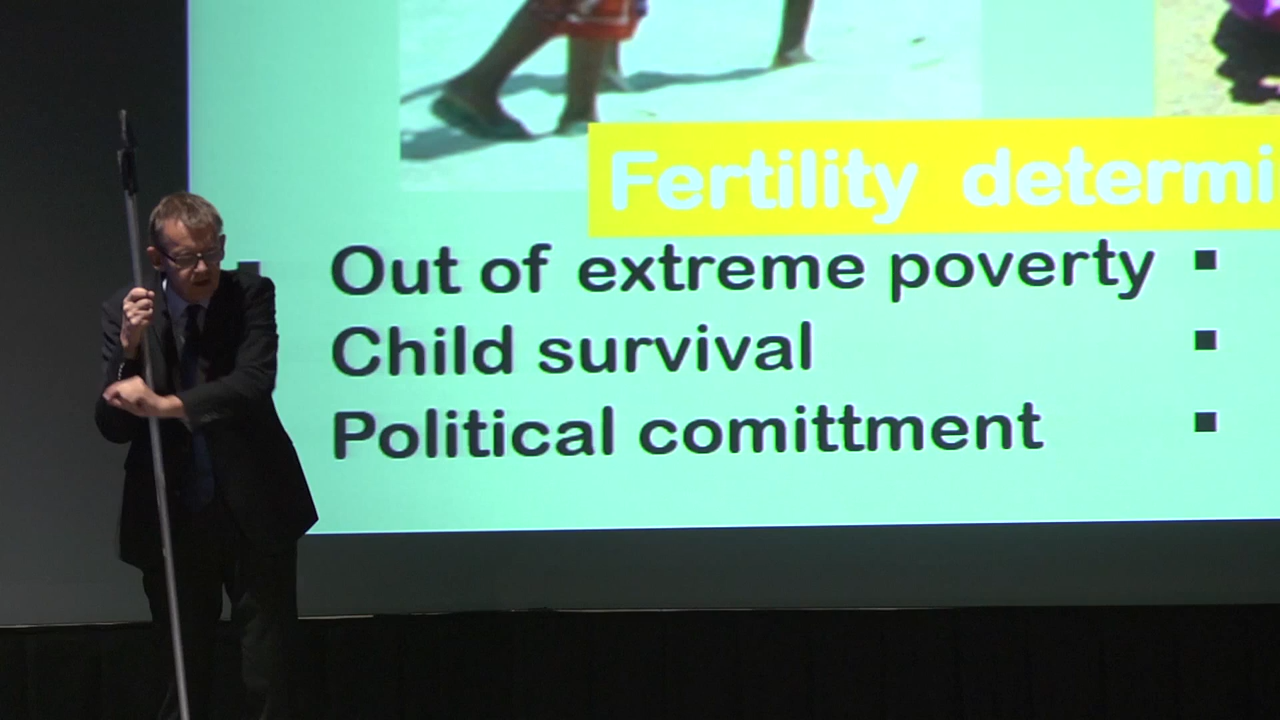 Fertility determi
Out of extreme poverty
Child survival
Political comittment